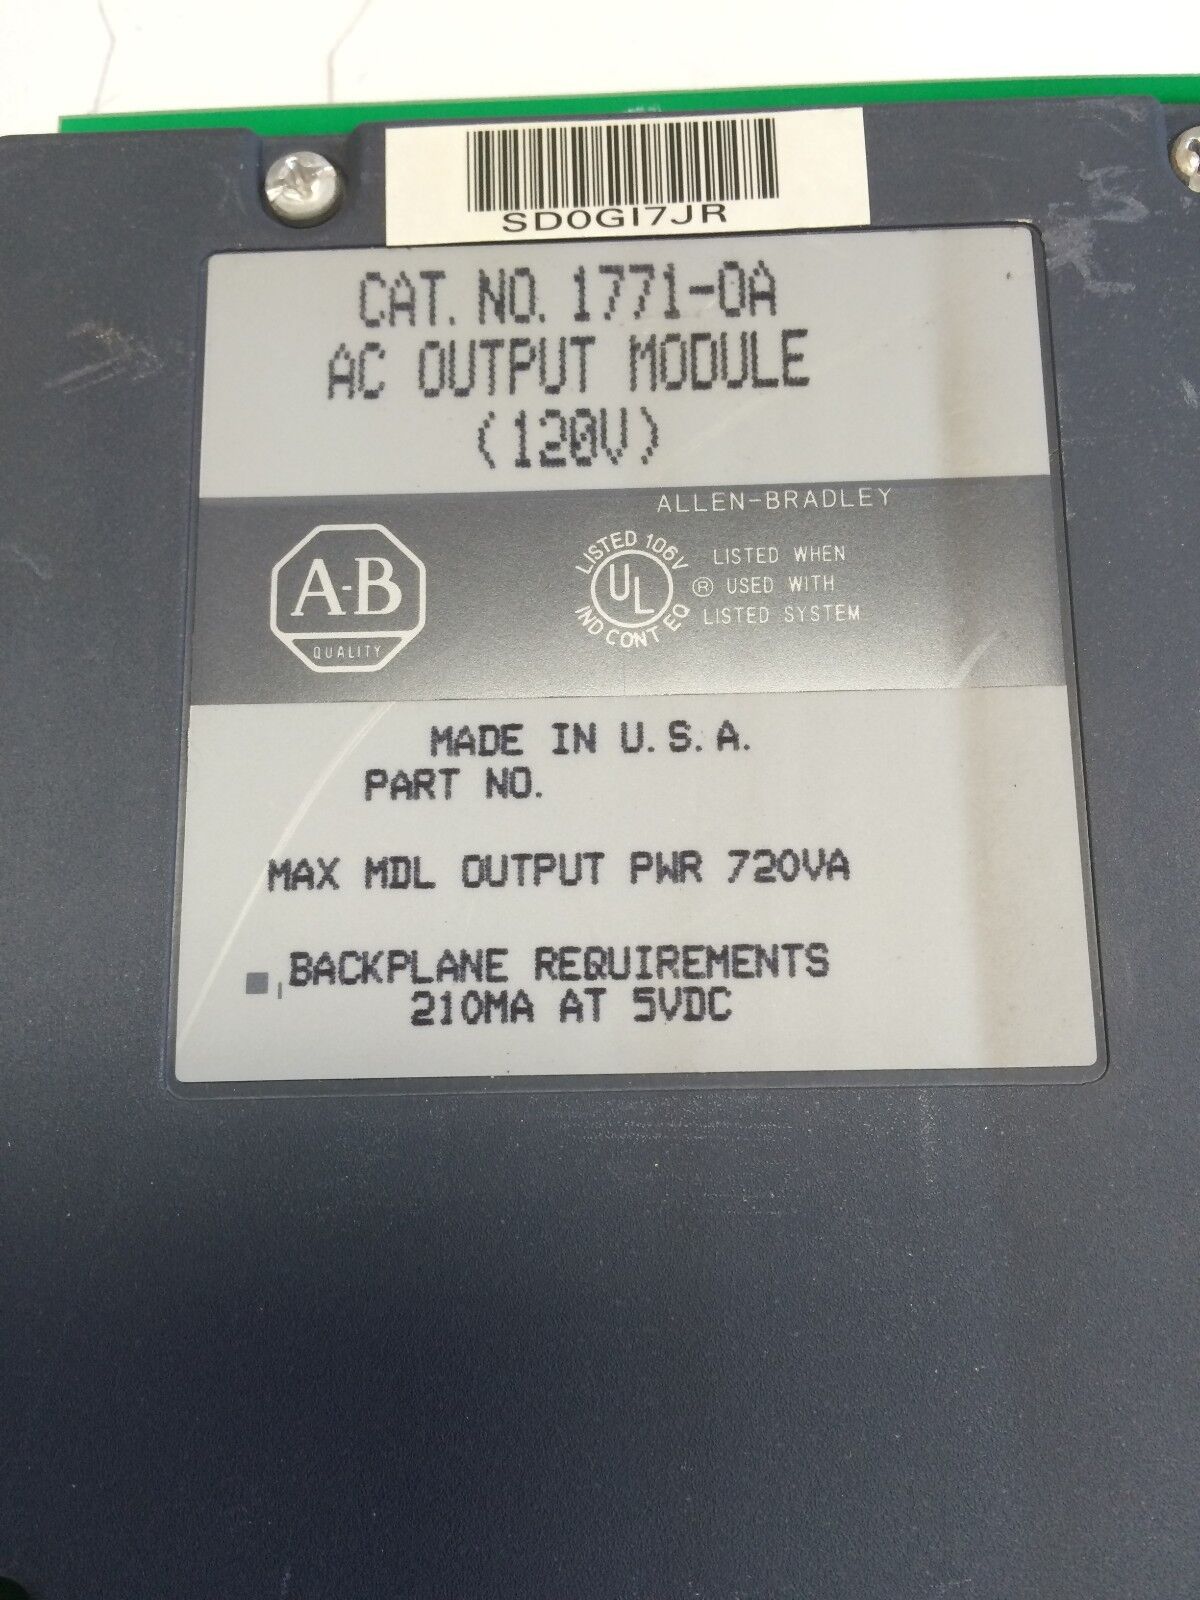 SD0GI7JR
CAT. NO. 1771-OA
AC OUTPUT MODULE
(120V)
ALLEN-BRADLEY
A-B
QUALITY
LISTED 106V
UL
IND CONT EQ
®
LISTED WHEN
USED WITH
LISTED SYSTEM
MADE IN U.S.A.
PART NO.
MAX MDL OUTPUT PWR 720VA
BACKPLANE REQUIREMENTS
210MA AT 5VDC